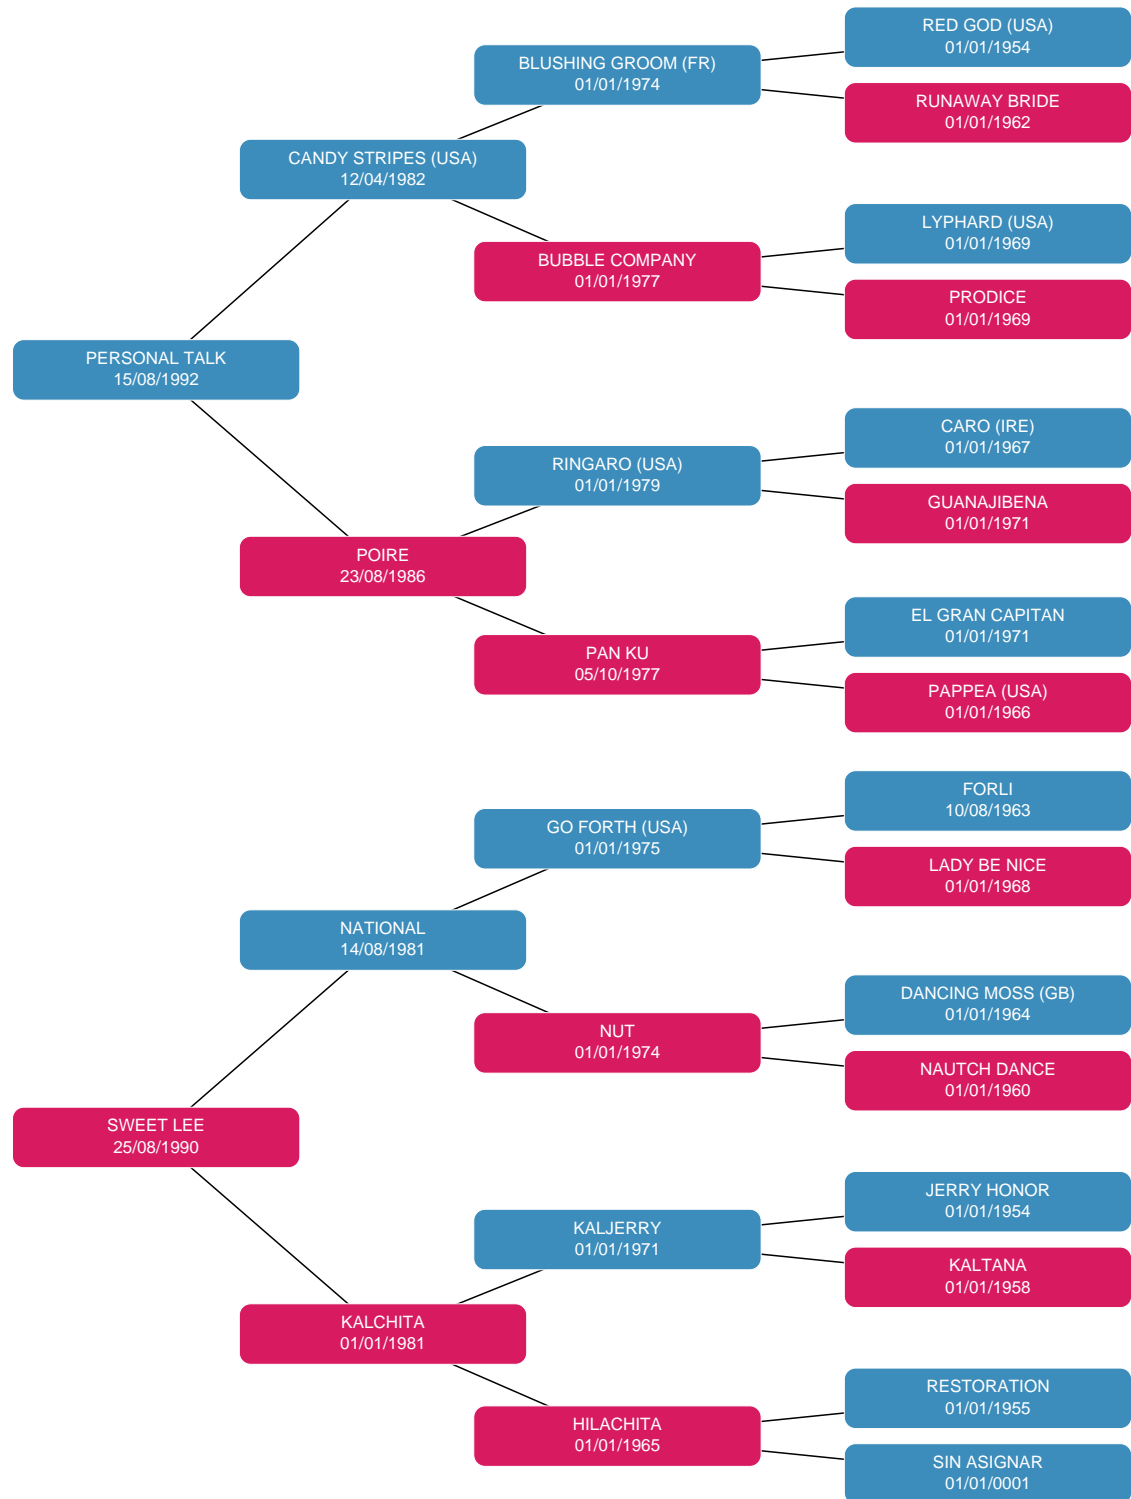 RED GOD (USA)
01/01/1954
BLUSHING GROOM (FR)
01/01/1974
RUNAWAY BRIDE
01/01/1962
CANDY STRIPES (USA)
12/04/1982
LYPHARD (USA)
01/01/1969
BUBBLE COMPANY
01/01/1977
PRODICE
01/01/1969
PERSONAL TALK
15/08/1992
CARO (IRE)
01/01/1967
RINGARO (USA)
01/01/1979
GUANAJIBENA
01/01/1971
POIRE
23/08/1986
EL GRAN CAPITAN
01/01/1971
PAN KU
05/10/1977
PAPPEA (USA)
01/01/1966
FORLI
10/08/1963
GO FORTH (USA)
01/01/1975
LADY BE NICE
01/01/1968
NATIONAL
14/08/1981
DANCING MOSS (GB)
01/01/1964
NUT
01/01/1974
NAUTCH DANCE
01/01/1960
SWEET LEE
25/08/1990
JERRY HONOR
01/01/1954
KALJERRY
01/01/1971
KALTANA
01/01/1958
KALCHITA
01/01/1981
RESTORATION
01/01/1955
HILACHITA
01/01/1965
SIN ASIGNAR
01/01/0001